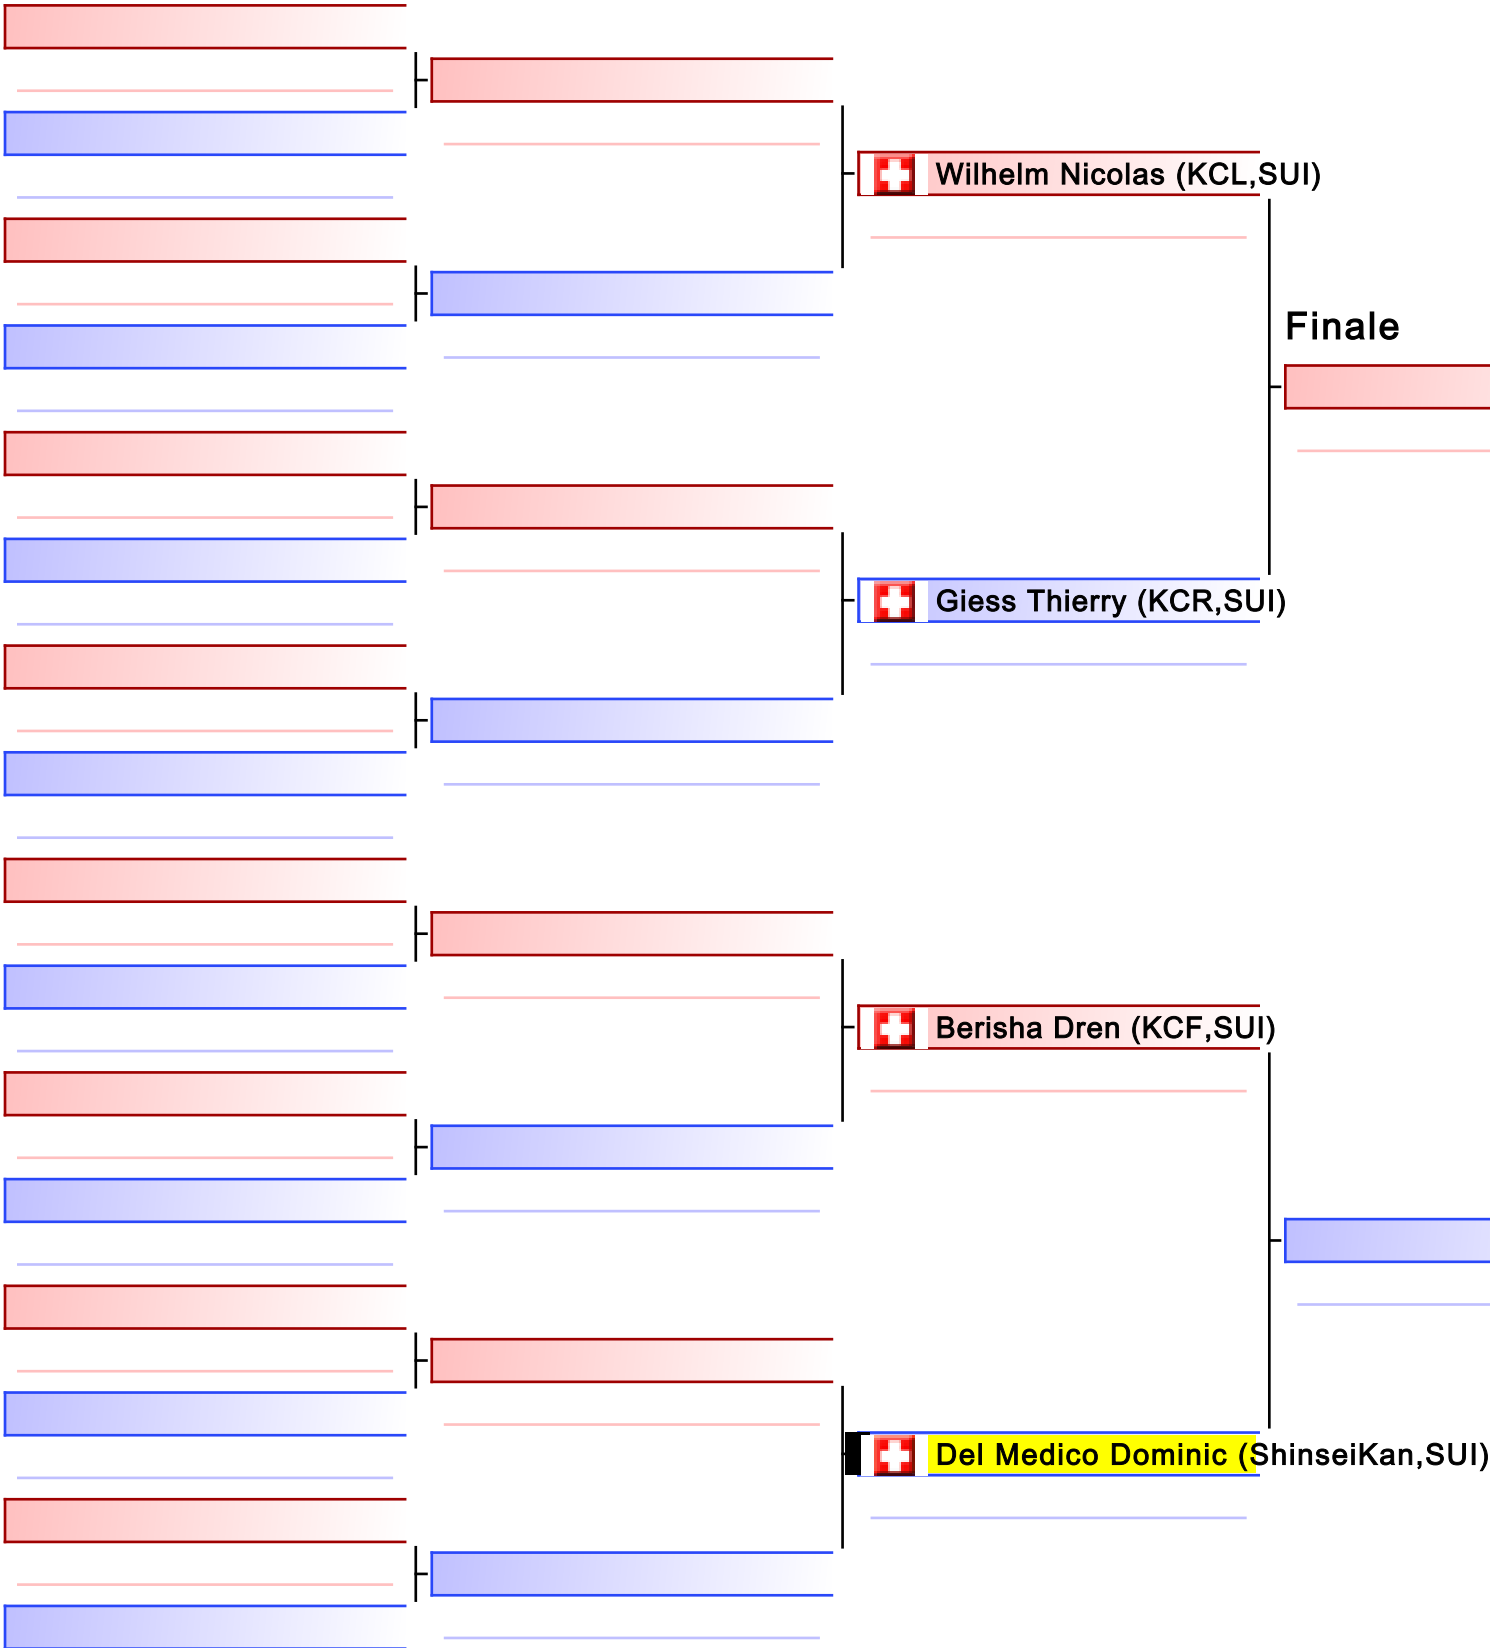 Wilhelm Nicolas (KCL,SUI)
Finale
Giess Thierry (KCR,SUI)
Berisha Dren (KCF,SUI)
Del Medico Dominic (ShinseiKan,SUI)